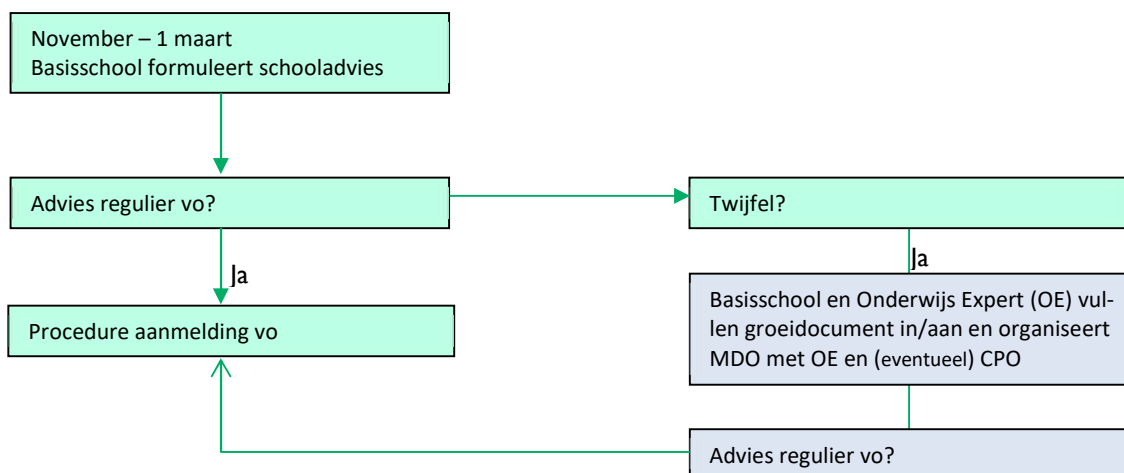 November – 1 maart
Basisschool formuleert schooladvies
Advies regulier vo?
Twijfel?
Ja
Ja
Procedure aanmelding vo
Basisschool en Onderwijs Expert (OE) vul-
len groeidocument in/aan en organiseert
MDO met OE en (eventueel) CPO
Advies regulier vo?